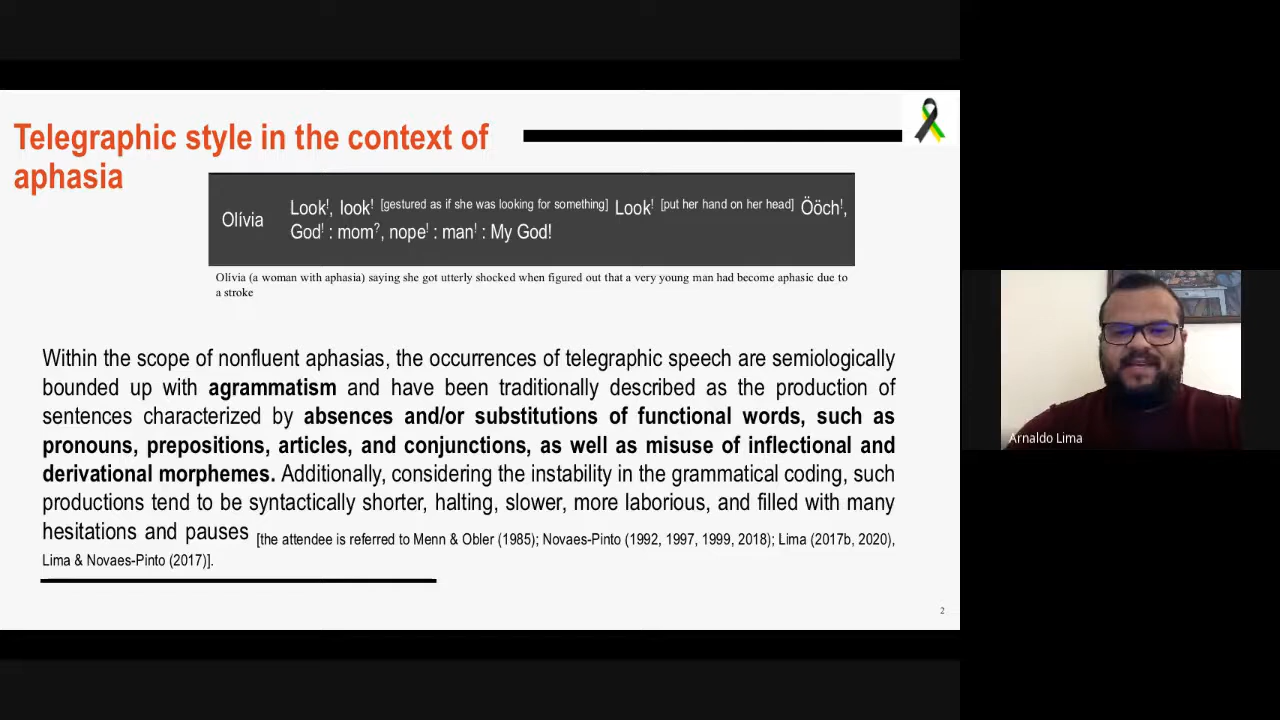 Telegraphic style in the context of
aphasia
Olívia
Look!, look! [gestured as if she was looking for something] Look! [put her hand on her head] Ööch!,
God! : mom?, nope! : man! : My God!
Olívia (a woman with aphasia) saying she got utterly shocked when figured out that a very young man had become aphasic due to
a stroke
Within the scope of nonfluent aphasias, the occurrences of telegraphic speech are semiologically
bounded up with agrammatism and have been traditionally described as the production of
sentences characterized by absences and/or substitutions of functional words, such as
pronouns, prepositions, articles, and conjunctions, as well as misuse of inflectional and
derivational morphemes. Additionally, considering the instability in the grammatical coding, such
productions tend to be syntactically shorter, halting, slower, more laborious, and filled with many
hesitations and pauses [the attendee is referred to Menn & Obler (1985); Novaes-Pinto (1992, 1997, 1999, 2018); Lima (2017b, 2020),
Lima & Novaes-Pinto (2017)].
2
Arnaldo Lima